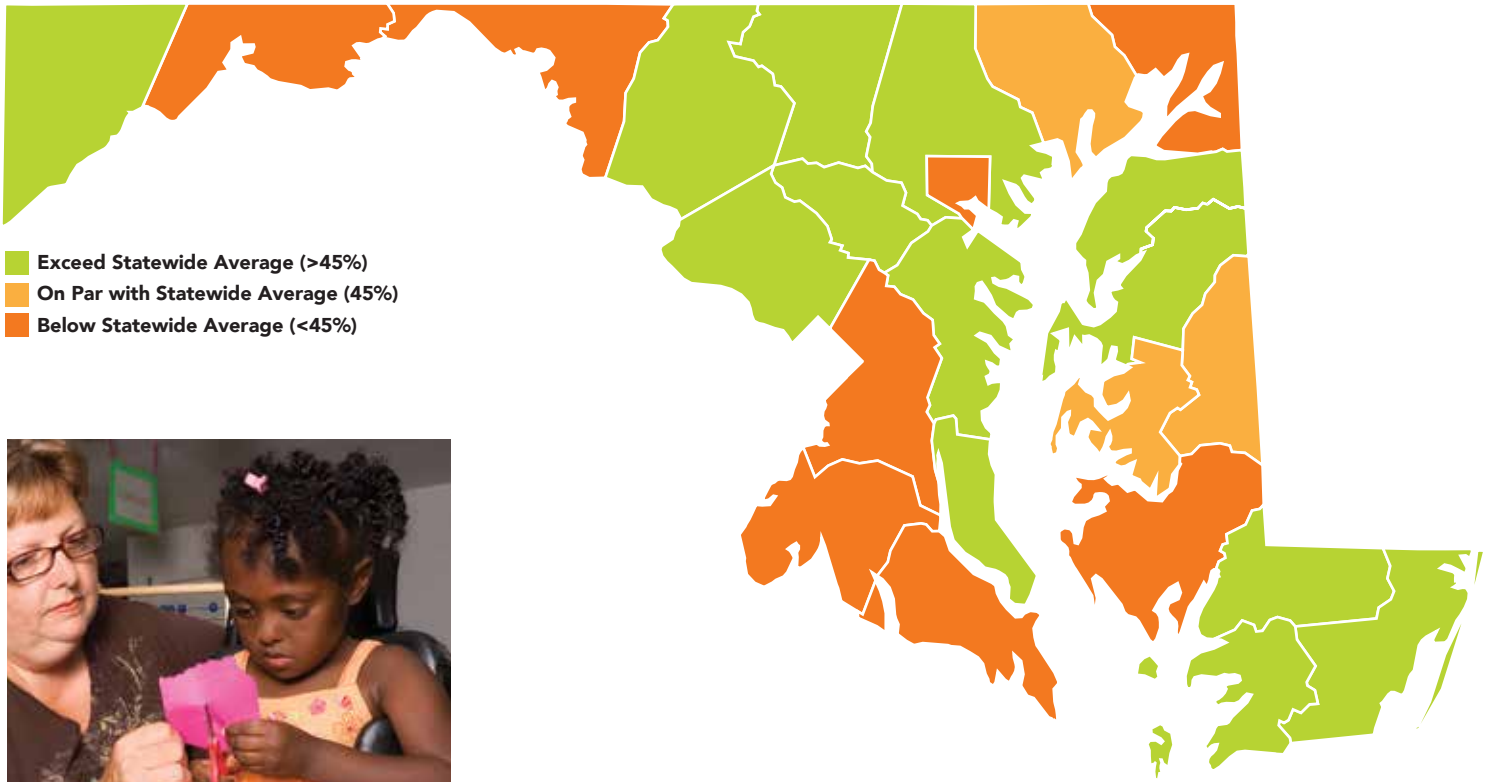 Exceed Statewide Average (>45%)
On Par with Statewide Average (45%)
Below Statewide Average (<45%)